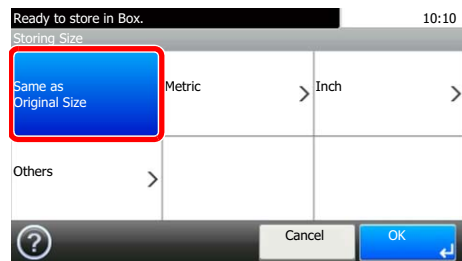 Ready to store in Box.
10:10
Storing Size
Same as
Original Size
Metric
Inch
Others
?
Cancel
OK